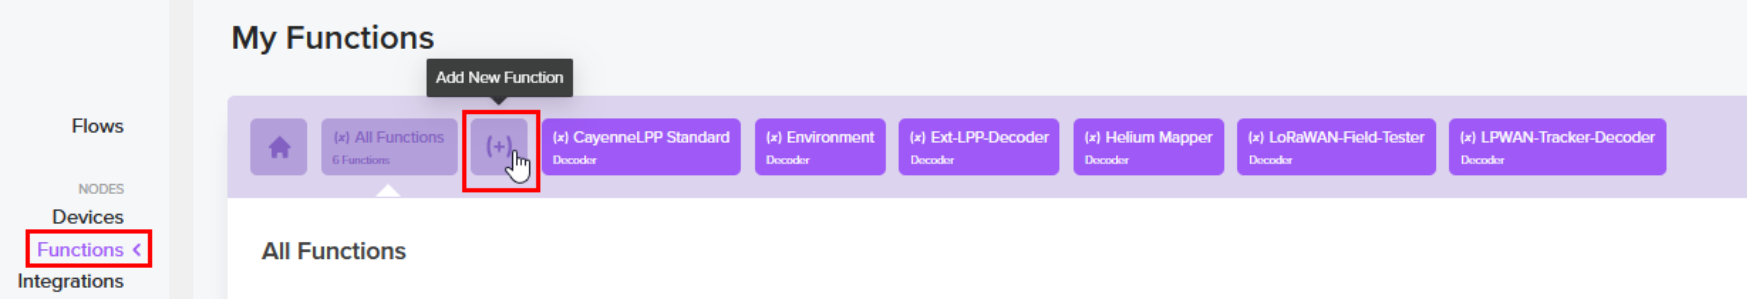 My Functions
Add New Function
Flows
(x) All Functions
6 Functions
(+)
(x) CayenneLPP Standard
Decoder
(x) Environment
Decoder
(x) Ext-LPP-Decoder
Decoder
(x) Helium Mapper
Decoder
(x) LoRaWAN-Field-Tester
Decoder
(x) LPWAN-Tracker-Decoder
Decoder
NODES
Devices
Functions <
Integrations
All Functions